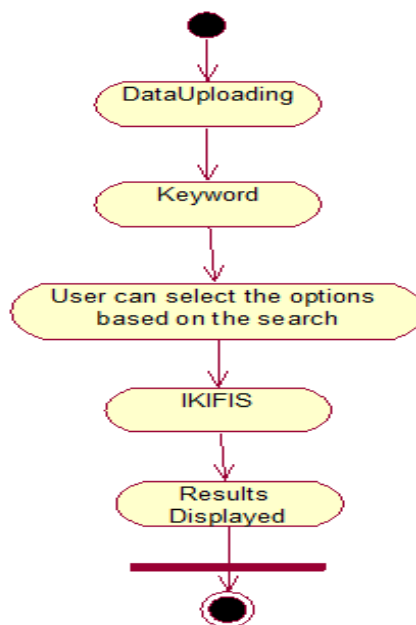 DataUploading
Keyword
User can select the options
based on the search
IKIFIS
Results
Displayed